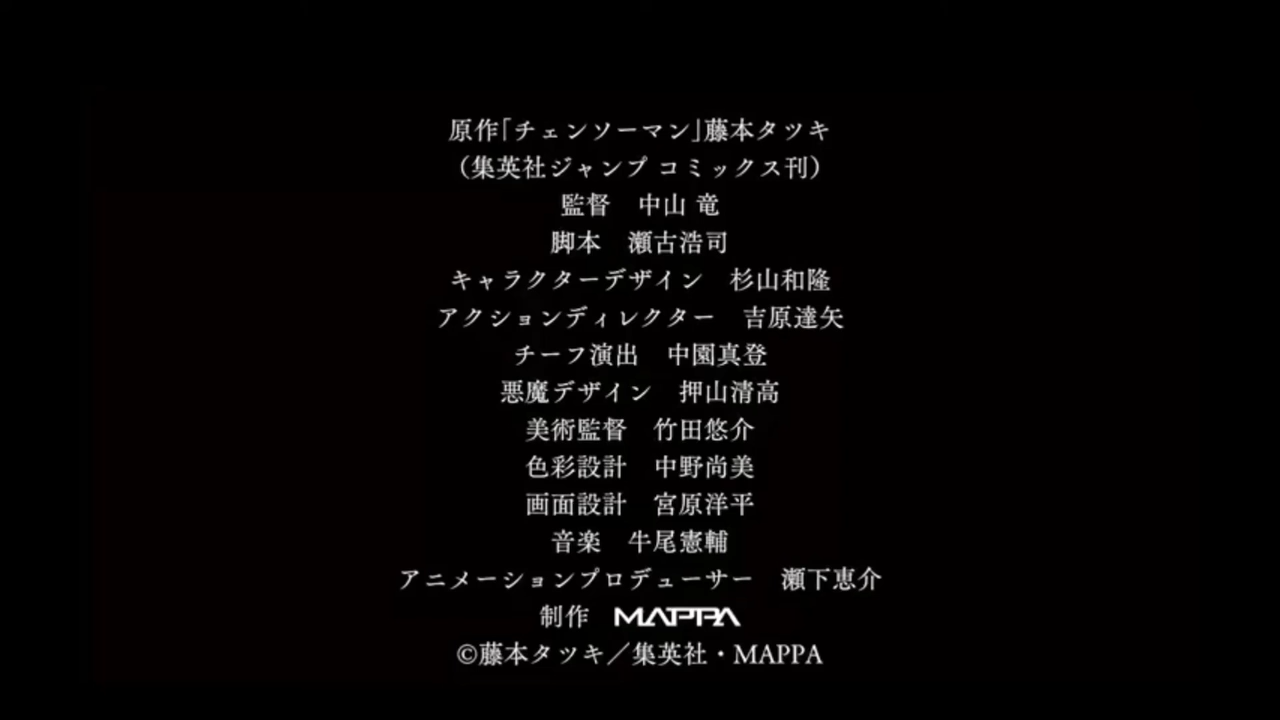 原作｢チェンソーマン｣藤本タツキ
（集英社ジャンプ コミックス刊）
監督　中山 竜
脚本　瀬古浩司
キャラクターデザイン　杉山和隆
アクションディレクター　吉原達矢
チーフ演出　中園真登
悪魔デザイン　押山清高
美術監督　竹田悠介
色彩設計　中野尚美
画面設計　宮原洋平
音楽　牛尾憲輔
アニメーションプロデューサー　瀬下恵介
制作　MAPPA
©藤本タツキ／集英社・MAPPA